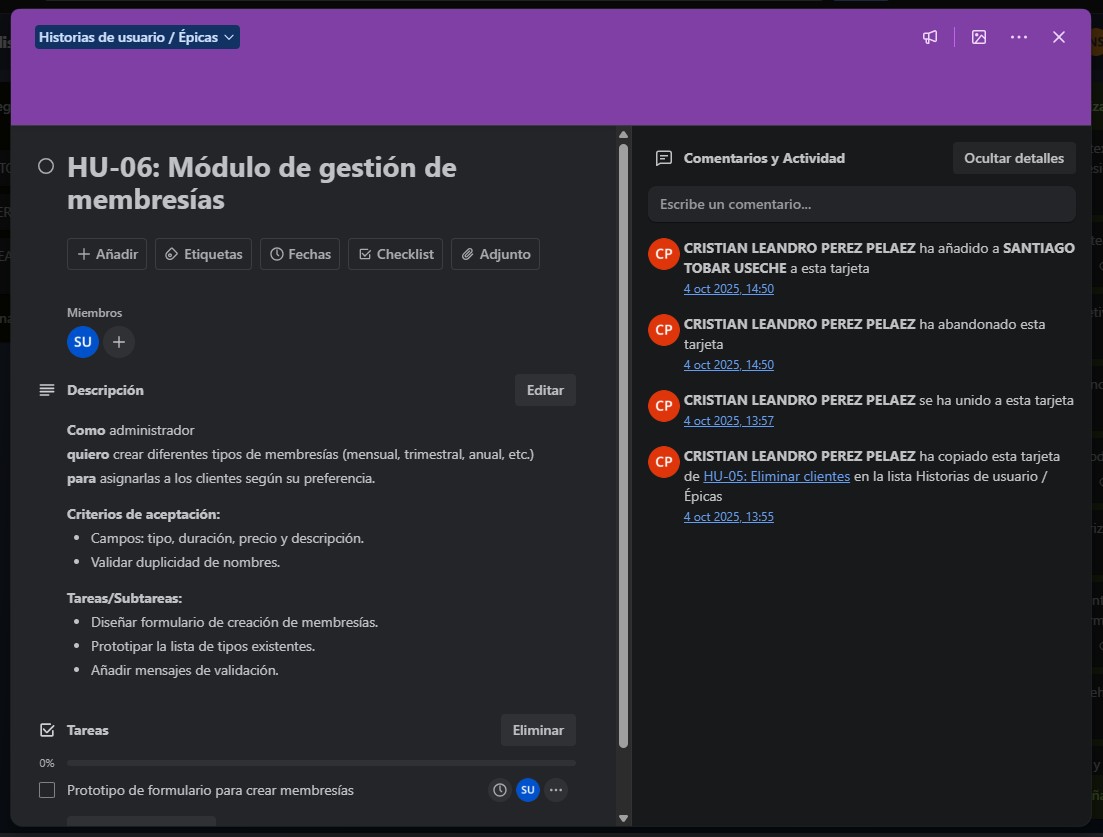 Historias de usuario / Épicas
HU-06: Módulo de gestión de
membresías
Añadir
Etiquetas
Fechas
Checklist
Adjunto
Miembros
SU
Descripción
Editar
Como administrador
quiero crear diferentes tipos de membresías (mensual, trimestral, anual, etc.)
para asignarlas a los clientes según su preferencia.
Criterios de aceptación:
• Campos: tipo, duración, precio y descripción.
• Validar duplicidad de nombres.
Tareas/Subtareas:
• Diseñar formulario de creación de membresías.
• Prototipar la lista de tipos existentes.
• Añadir mensajes de validación.
Tareas
Eliminar
0%
Prototipo de formulario para crear membresías
SU
Comentarios y Actividad
Ocultar detalles
Escribe un comentario...
CP
CRISTIAN LEANDRO PEREZ PELAEZ ha añadido a SANTIAGO
TOBAR USECHE a esta tarjeta
4 oct 2025, 14:50
CP
CRISTIAN LEANDRO PEREZ PELAEZ ha abandonado esta
tarjeta
4 oct 2025, 14:50
CP
CRISTIAN LEANDRO PEREZ PELAEZ se ha unido a esta tarjeta
4 oct 2025, 13:57
CP
CRISTIAN LEANDRO PEREZ PELAEZ ha copiado esta tarjeta
de HU-05: Eliminar clientes en la lista Historias de usuario /
Épicas
4 oct 2025, 13:55